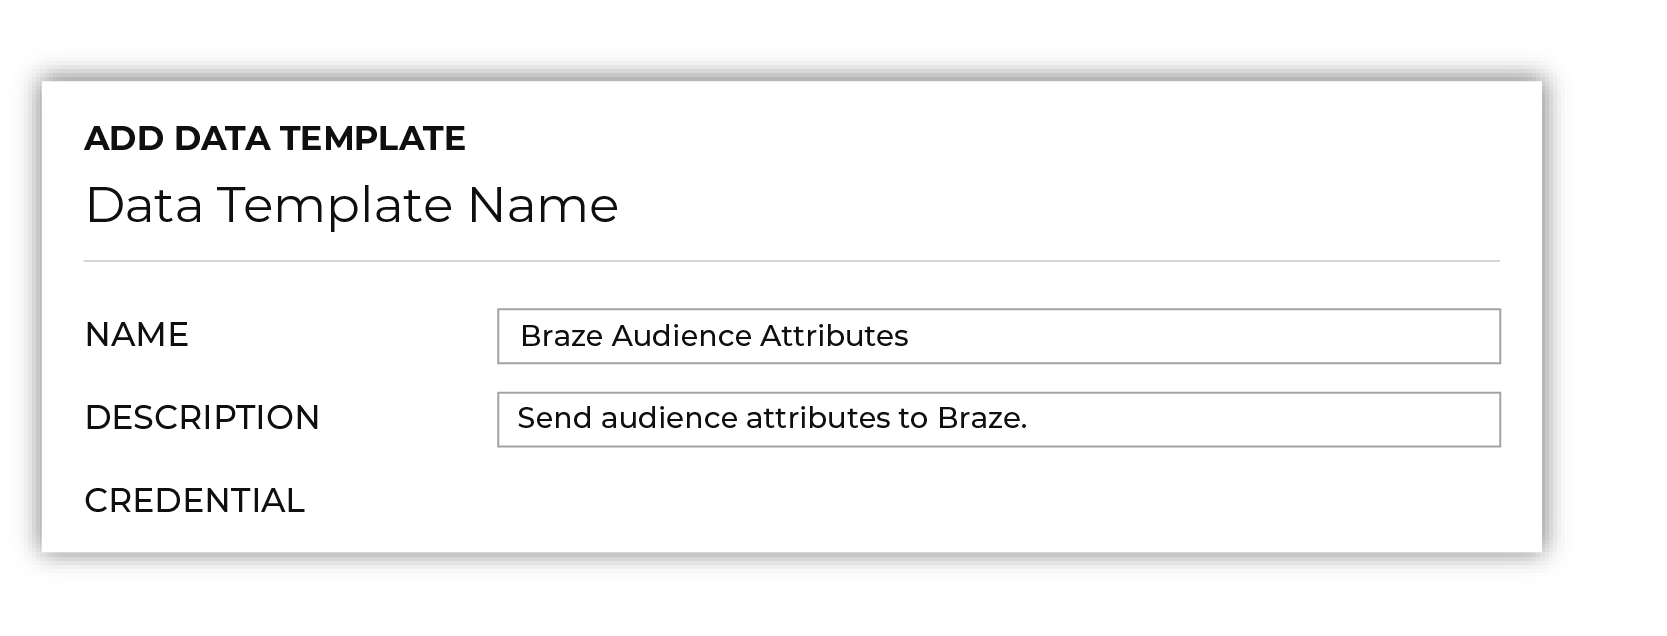 ADD DATA TEMPLATE
Data Template Name
NAME
Braze Audience Attributes
DESCRIPTION
Send audience attributes to Braze.
CREDENTIAL